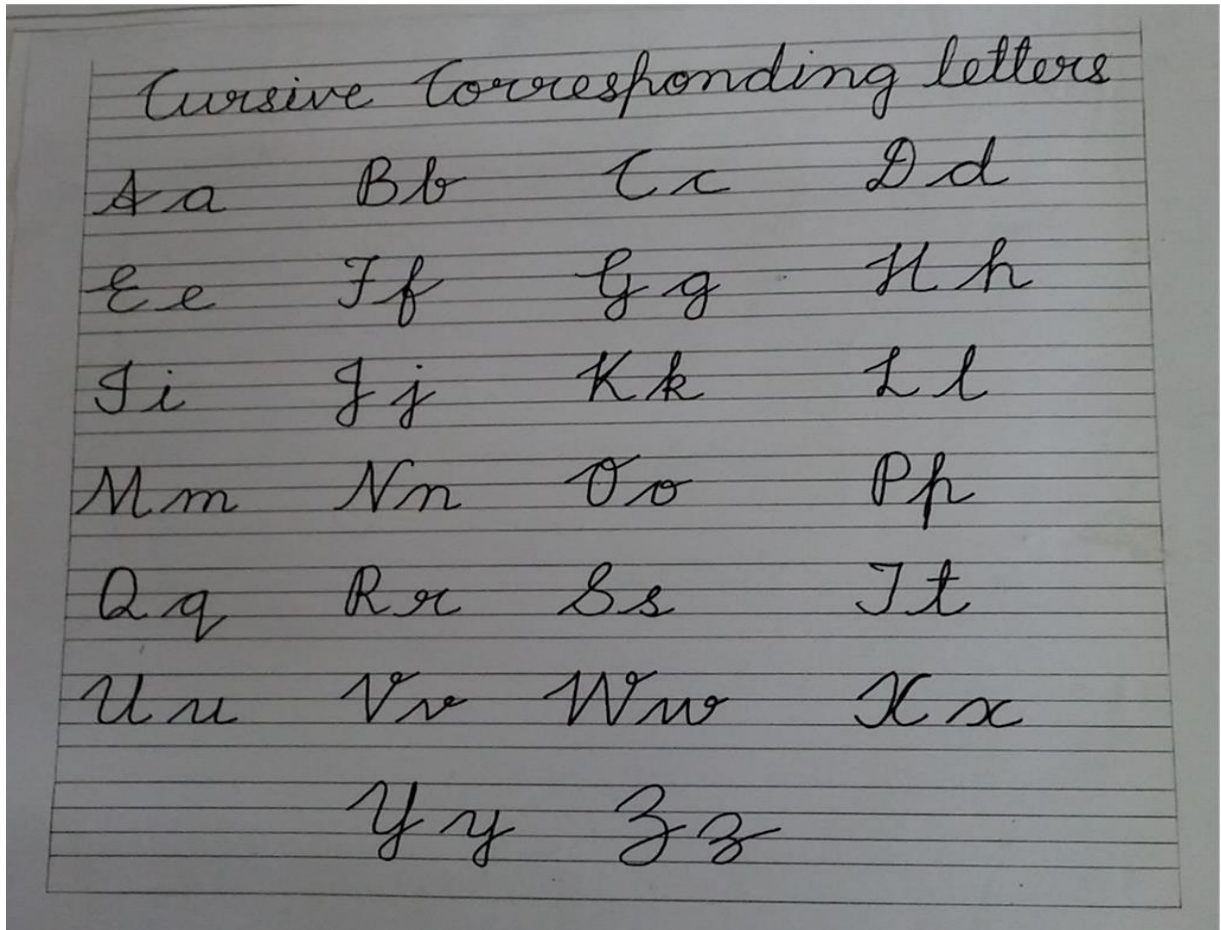 Cursive Corresponding letters
Aa Bb Cc Dd
Ee Ff Gg Hh
Ii Jj Kk Ll
Mm Nn Oo Pp
Qq Rr Ss Tt
Uu Vv Ww Xx
Yy Zz